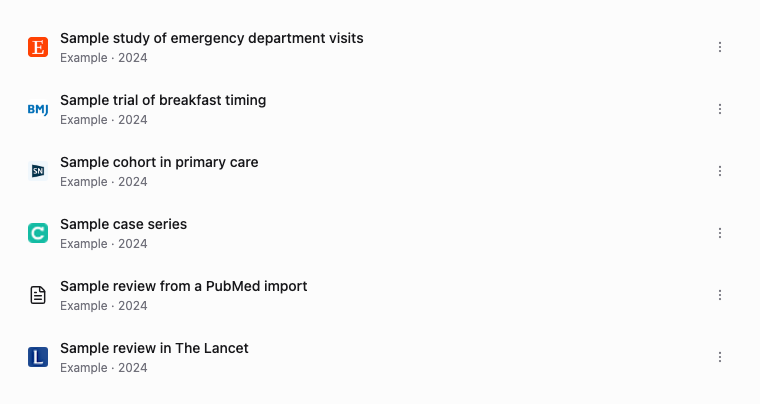 E
Sample study of emergency department visits
Example · 2024
BMJ
Sample trial of breakfast timing
Example · 2024
SN
Sample cohort in primary care
Example · 2024
C
Sample case series
Example · 2024
Sample review from a PubMed import
Example · 2024
L
Sample review in The Lancet
Example · 2024